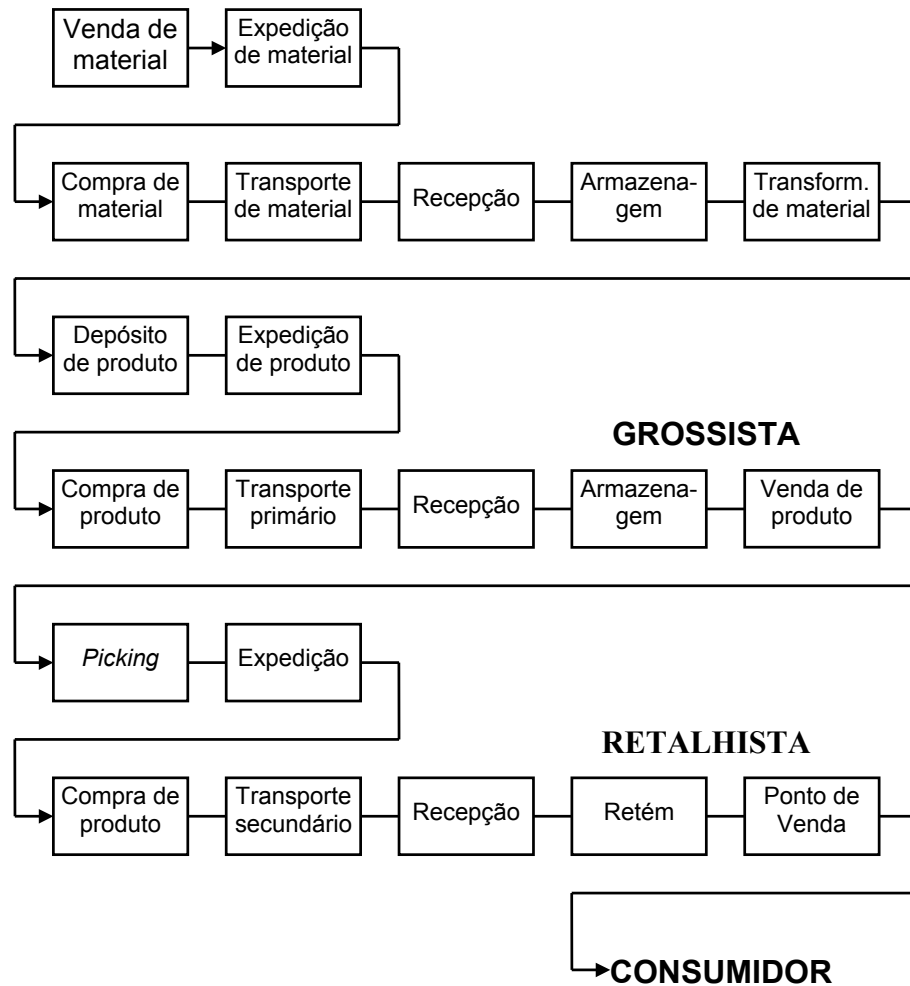 Venda de
material
Expedição
de material
Compra de
material
Transporte
de material
Recepção
Armazena-
gem
Transform.
de material
Depósito
de produto
Expedição
de produto
GROSSISTA
Compra de
produto
Transporte
primário
Recepção
Armazena-
gem
Venda de
produto
Picking
Expedição
RETALHISTA
Compra de
produto
Transporte
secundário
Recepção
Retém
Ponto de
Venda
CONSUMIDOR